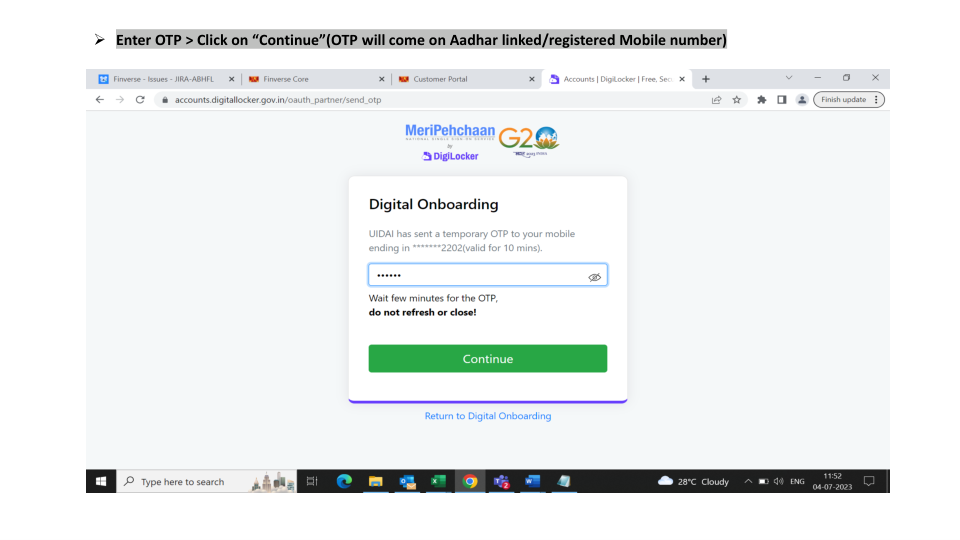 ➢ Enter OTP > Click on “Continue”(OTP will come on Aadhar linked/registered Mobile number)
Finverse - Issues - JIRA-ABHFL
Finverse Core
Customer Portal
Accounts | DigiLocker | Free, Sec
accounts.digitallocker.gov.in/oauth_partner/send_otp
Finish update
MeriPehchaan
NATIONAL SINGLE SIGN ON SERVICE
by
DigiLocker
G2
Digital Onboarding
UIDAI has sent a temporary OTP to your mobile
ending in *******2202(valid for 10 mins).
••••••
Wait few minutes for the OTP,
do not refresh or close!
Continue
Return to Digital Onboarding
Type here to search
28°C Cloudy
ENG
11:52
04-07-2023